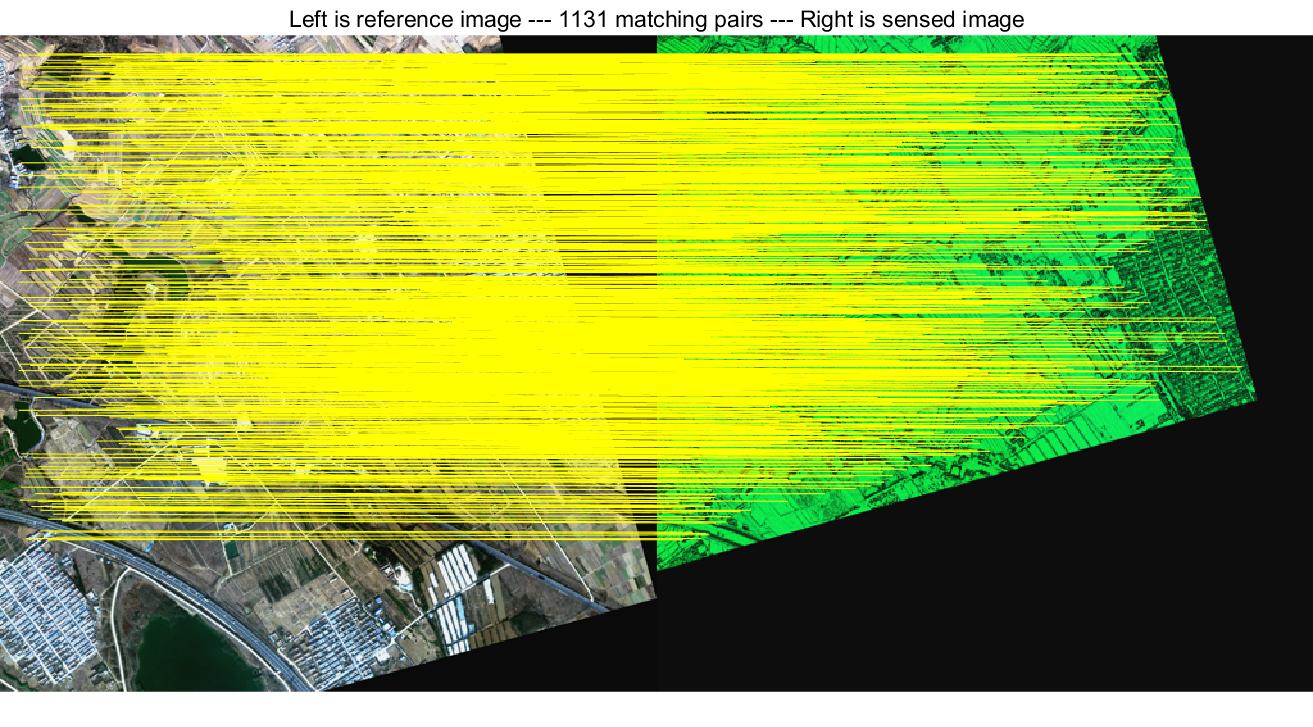 Left is reference image --- 1131 matching pairs --- Right is sensed image